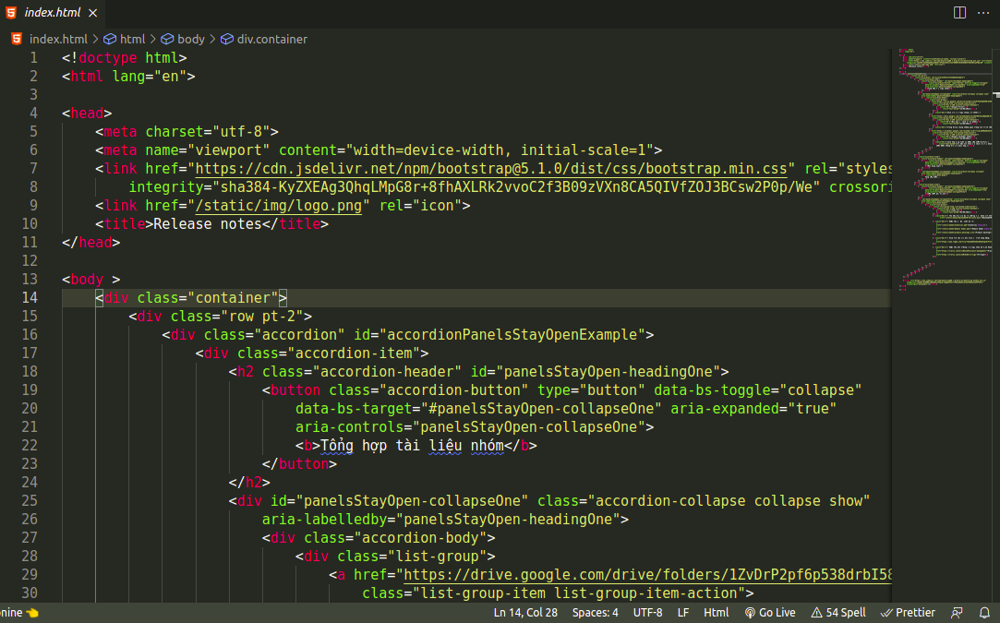 index.html
index.html > html > body > div.container
1 <!doctype html>
2 <html lang="en">
3
4 <head>
5 <meta charset="utf-8">
6 <meta name="viewport" content="width=device-width, initial-scale=1">
7 <link href="https://cdn.jsdelivr.net/npm/bootstrap@5.1.0/dist/css/bootstrap.min.css" rel="styles
8 integrity="sha384-KyZXEAg3QhqLMpG8r+8fhAXLRk2vvoC2f3B09zVXn8CA5QIVfZOJ3BCsw2P0p/We" crossori
9 <link href="/static/img/logo.png" rel="icon">
10 <title>Release notes</title>
11 </head>
12
13 <body >
14 <div class="container">
15 <div class="row pt-2">
16 <div class="accordion" id="accordionPanelsStayOpenExample">
17 <div class="accordion-item">
18 <h2 class="accordion-header" id="panelsStayOpen-headingOne">
19 <button class="accordion-button" type="button" data-bs-toggle="collapse"
20 data-bs-target="#panelsStayOpen-collapseOne" aria-expanded="true"
21 aria-controls="panelsStayOpen-collapseOne">
22 <b>Tổng hợp tài liệu nhóm</b>
23 </button>
24 </h2>
25 <div id="panelsStayOpen-collapseOne" class="accordion-collapse collapse show"
26 aria-labelledby="panelsStayOpen-headingOne">
27 <div class="accordion-body">
28 <div class="list-group">
29 <a href="https://drive.google.com/drive/folders/1ZvDrP2pf6p538drbI58
30 class="list-group-item list-group-item-action">
onine 👈 Ln 14, Col 28 Spaces: 4 UTF-8 LF Html Go Live 54 Spell Prettier